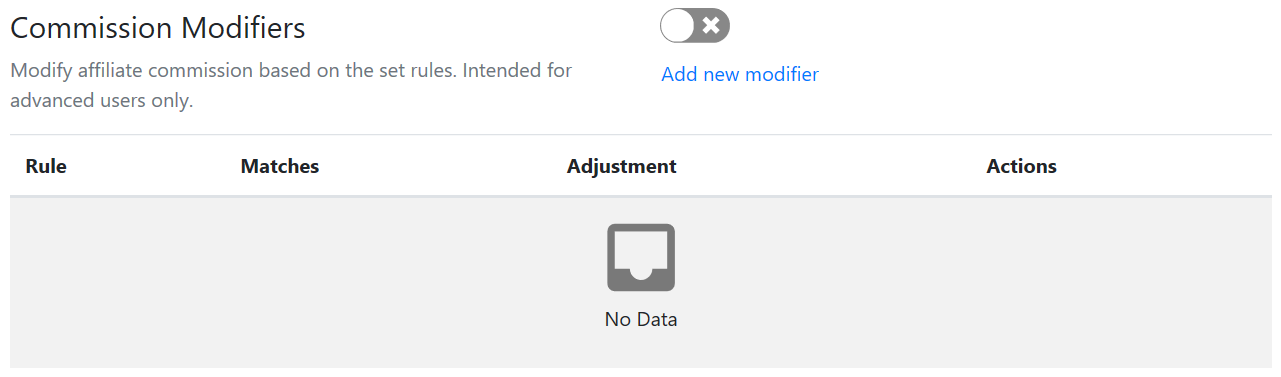 Commission Modifiers
Modify affiliate commission based on the set rules. Intended for
advanced users only.
Add new modifier
Rule Matches Adjustment Actions
No Data